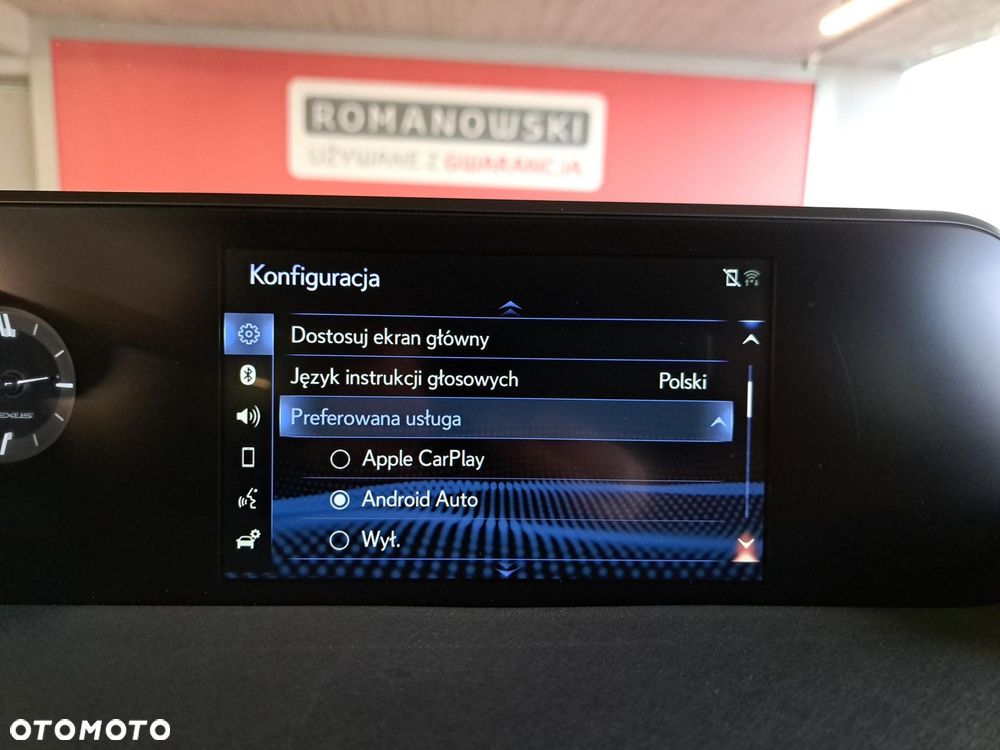 ROMANOWSKI
UŻYWANE Z GWARANCJĄ
Konfiguracja
Dostosuj ekran główny
Język instrukcji głosowych Polski
Preferowana usługa
Apple CarPlay
Android Auto
Wył.
LEXUS
OTOMOTO